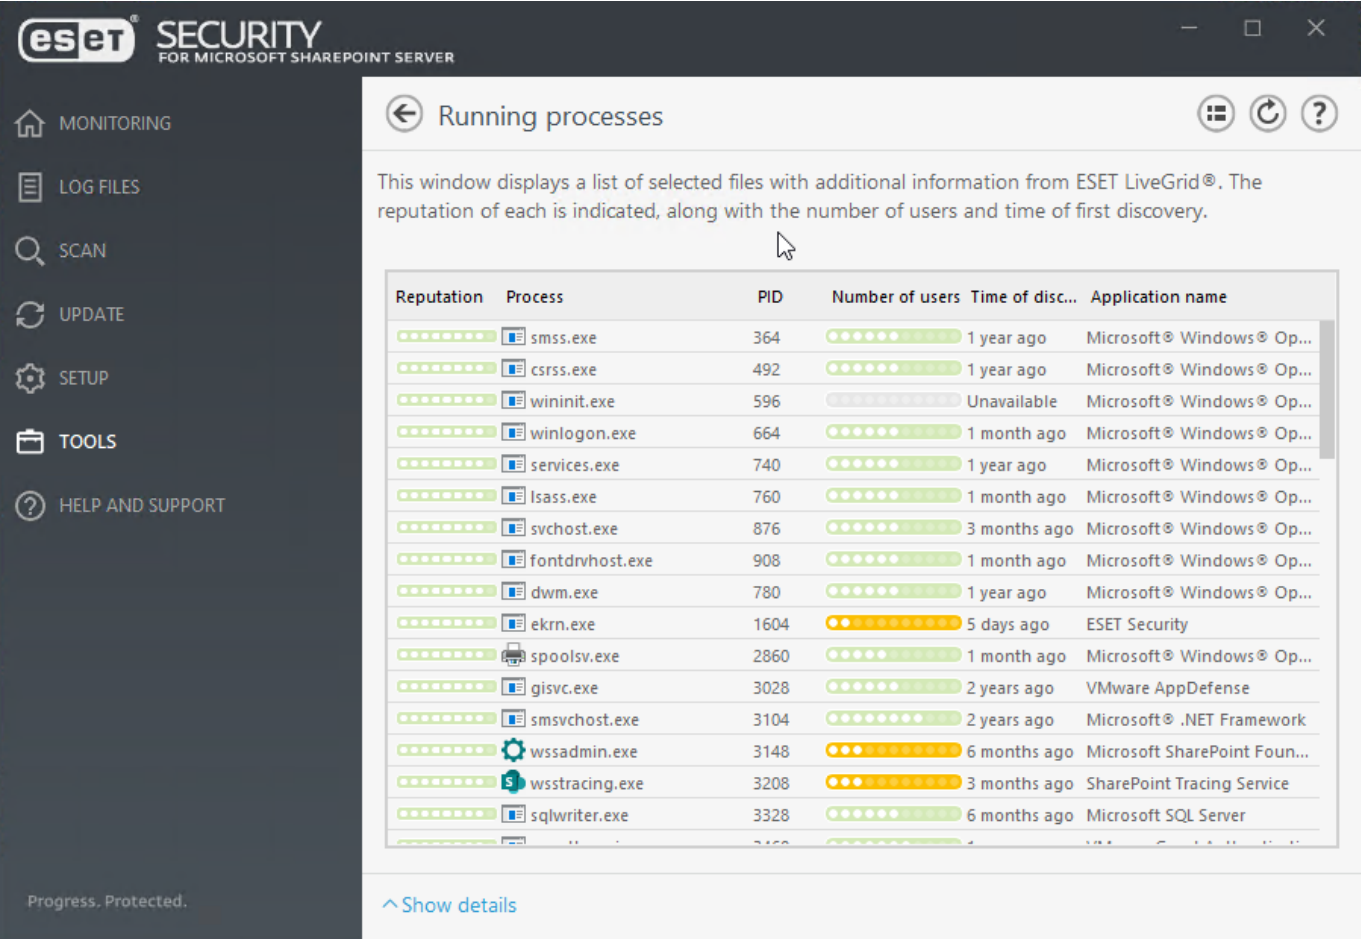 eset® SECURITY
FOR MICROSOFT SHAREPOINT SERVER
MONITORING
LOG FILES
SCAN
UPDATE
SETUP
TOOLS
HELP AND SUPPORT
Progress. Protected.
Running processes
This window displays a list of selected files with additional information from ESET LiveGrid®. The
reputation of each is indicated, along with the number of users and time of first discovery.
Reputation Process PID Number of users Time of disc... Application name
smss.exe 364 1 year ago Microsoft® Windows® Op...
csrss.exe 492 1 year ago Microsoft® Windows® Op...
wininit.exe 596 Unavailable Microsoft® Windows® Op...
winlogon.exe 664 1 month ago Microsoft® Windows® Op...
services.exe 740 1 year ago Microsoft® Windows® Op...
lsass.exe 760 1 month ago Microsoft® Windows® Op...
svchost.exe 876 3 months ago Microsoft® Windows® Op...
fontdrvhost.exe 908 1 month ago Microsoft® Windows® Op...
dwm.exe 780 1 year ago Microsoft® Windows® Op...
ekrn.exe 1604 5 days ago ESET Security
spoolsv.exe 2860 1 month ago Microsoft® Windows® Op...
gisvc.exe 3028 2 years ago VMware AppDefense
smsvchost.exe 3104 2 years ago Microsoft® .NET Framework
wssadmin.exe 3148 6 months ago Microsoft SharePoint Foun...
wsstracing.exe 3208 3 months ago SharePoint Tracing Service
sqlwriter.exe 3328 6 months ago Microsoft SQL Server
Show details